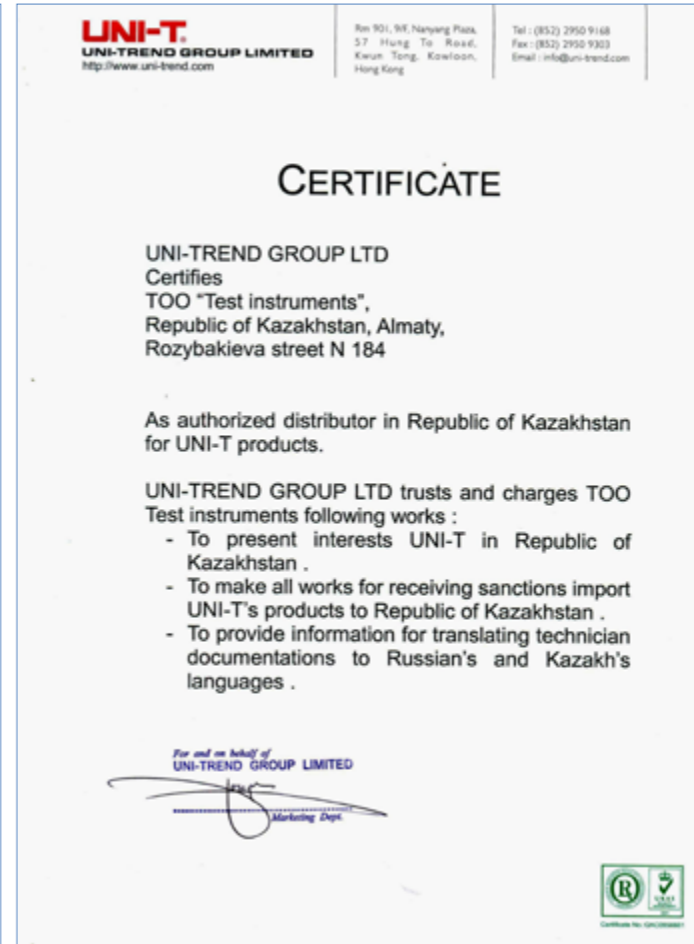 UNI-T.
UNI-TREND GROUP LIMITED
http://www.uni-trend.com
Rm 901, 9/F, Nanyang Plaza,
57 Hung To Road,
Kwun Tong, Kowloon,
Hong Kong
Tel : (852) 2950 9168
Fax : (852) 2950 9303
Email : info@uni-trend.com
CERTIFICATE
UNI-TREND GROUP LTD
Certifies
TOO "Test instruments",
Republic of Kazakhstan, Almaty,
Rozybakieva street N 184
As authorized distributor in Republic of Kazakhstan
for UNI-T products.
UNI-TREND GROUP LTD trusts and charges TOO
Test instruments following works :
- To present interests UNI-T in Republic of
Kazakhstan .
- To make all works for receiving sanctions import
UNI-T's products to Republic of Kazakhstan .
- To provide information for translating technician
documentations to Russian's and Kazakh's
languages .
For and on behalf of
UNI-TREND GROUP LIMITED
Marketing Dept.
R
UKAS
Certificate No.